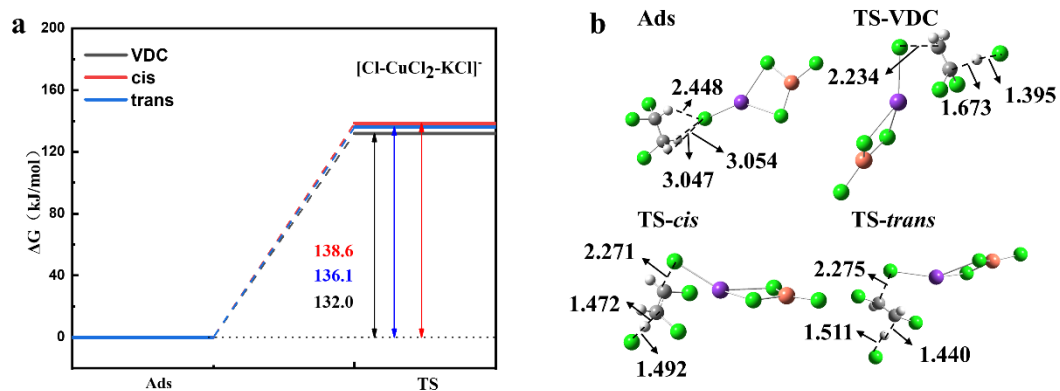 a
200
160
120
80
40
0
ΔG (kJ/mol)
VDC
cis
trans
[Cl-CuCl2-KCl]-
138.6
136.1
132.0
Ads
TS
b
Ads
2.448
3.054
3.047
TS-VDC
2.234
1.395
1.673
TS-cis
2.271
1.472
1.492
TS-trans
2.275
1.511
1.440